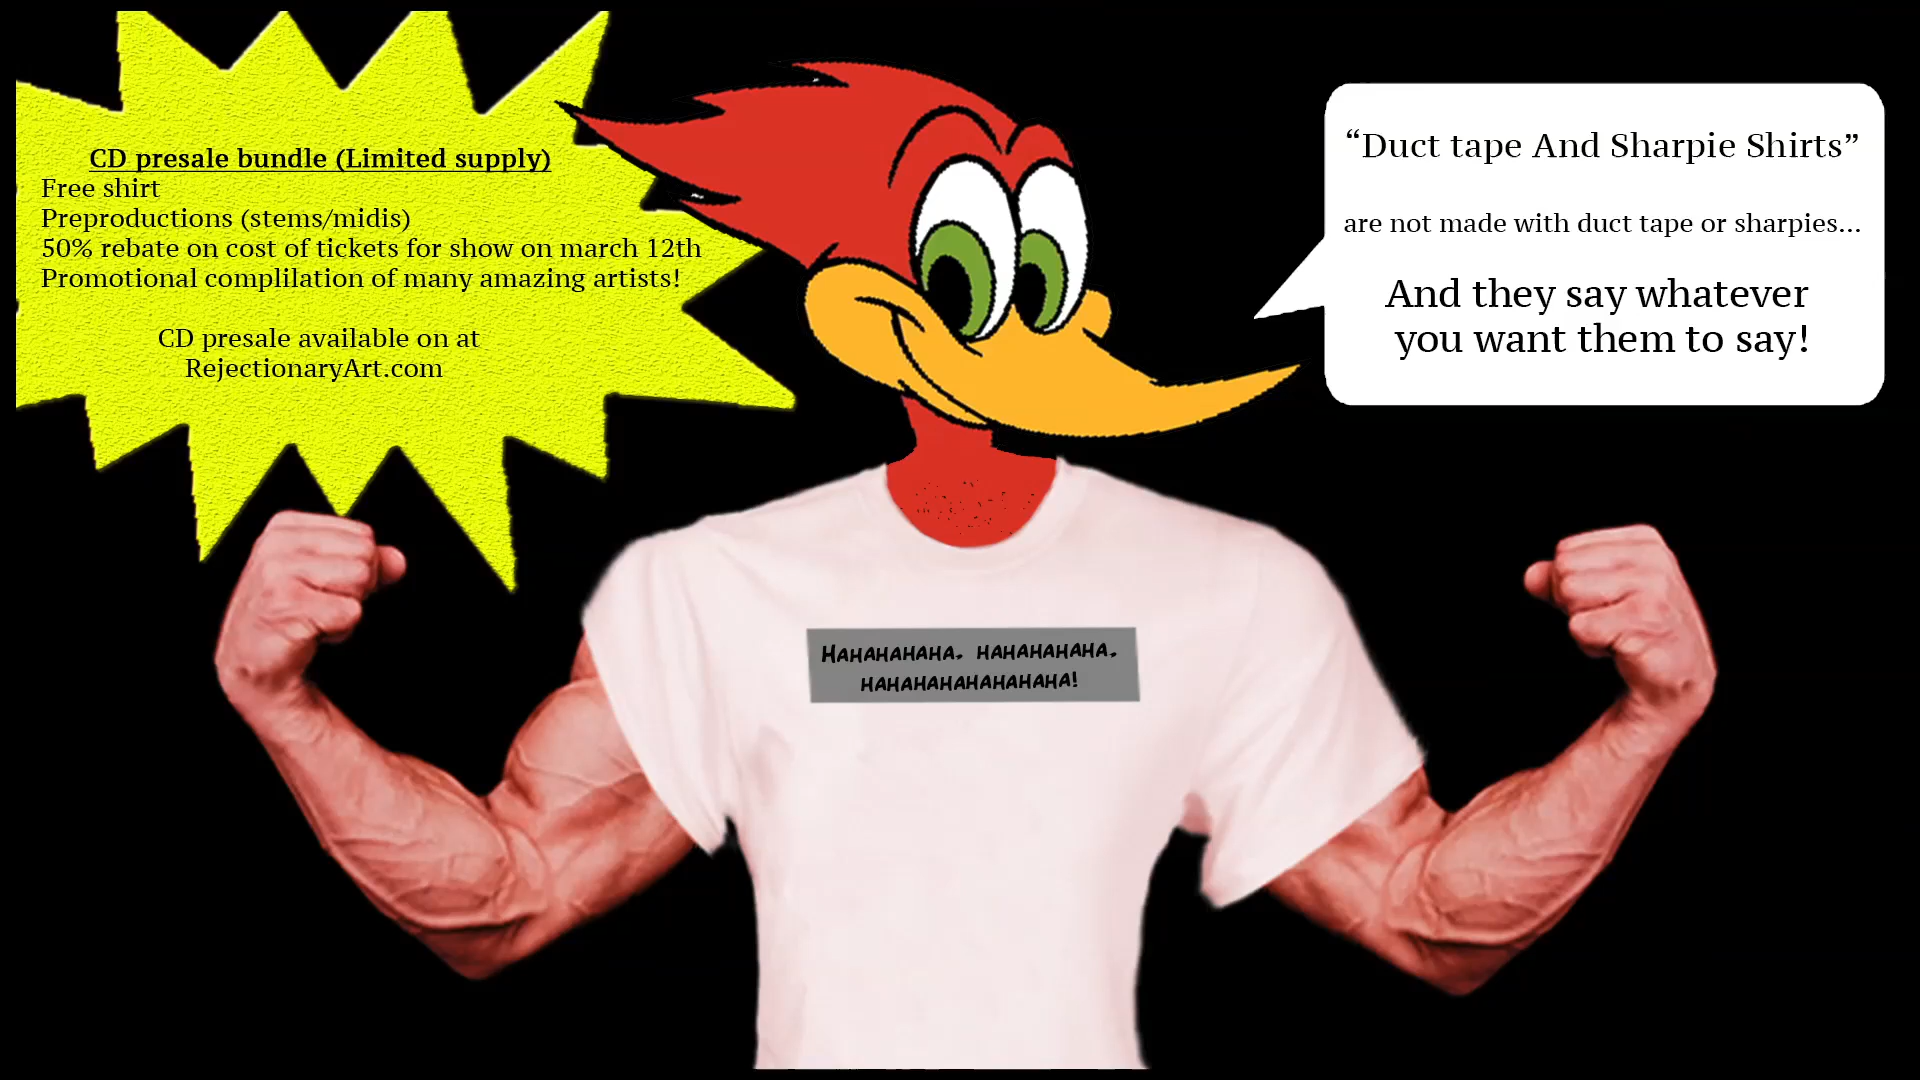 CD presale bundle (Limited supply)
Free shirt
Preproductions (stems/midis)
50% rebate on cost of tickets for show on march 12th
Promotional complilation of many amazing artists!
CD presale available on at
RejectionaryArt.com
“Duct tape And Sharpie Shirts”
are not made with duct tape or sharpies...
And they say whatever
you want them to say!
Hahahahaha. hahahahaha.
hahahahahahahaha!